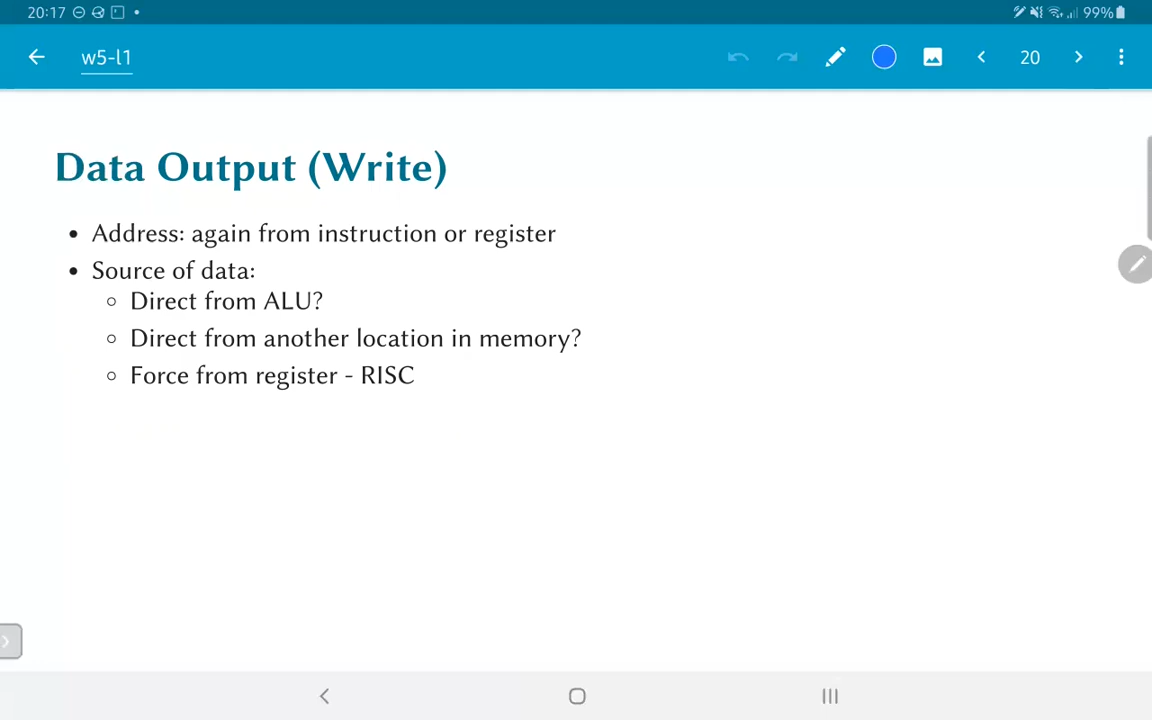 20:17
99%
w5-l1
20
Data Output (Write)
• Address: again from instruction or register
• Source of data:
○ Direct from ALU?
○ Direct from another location in memory?
○ Force from register - RISC